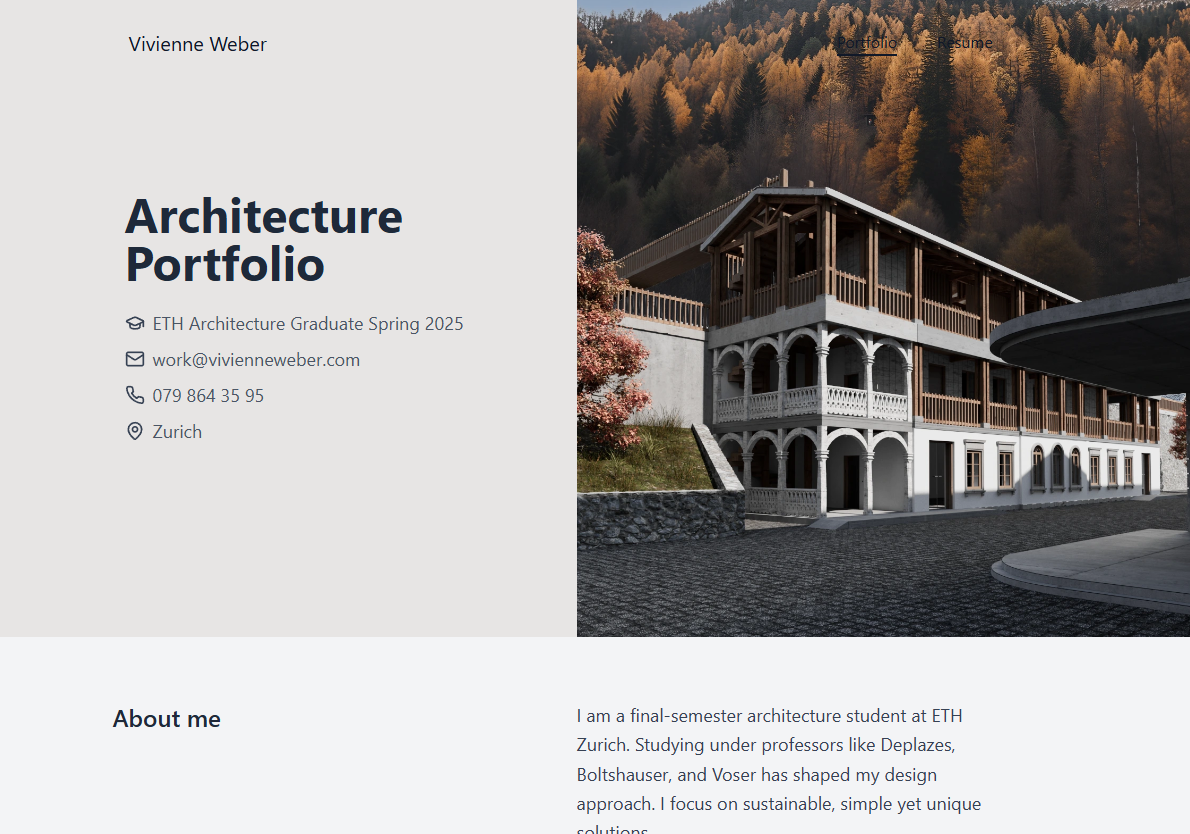 Vivienne Weber
Portfolio
Resume
Architecture
Portfolio
ETH Architecture Graduate Spring 2025
work@vivienneweber.com
079 864 35 95
Zurich
About me
I am a final-semester architecture student at ETH
Zurich. Studying under professors like Deplazes,
Boltshauser, and Voser has shaped my design
approach. I focus on sustainable, simple yet unique
solutions.